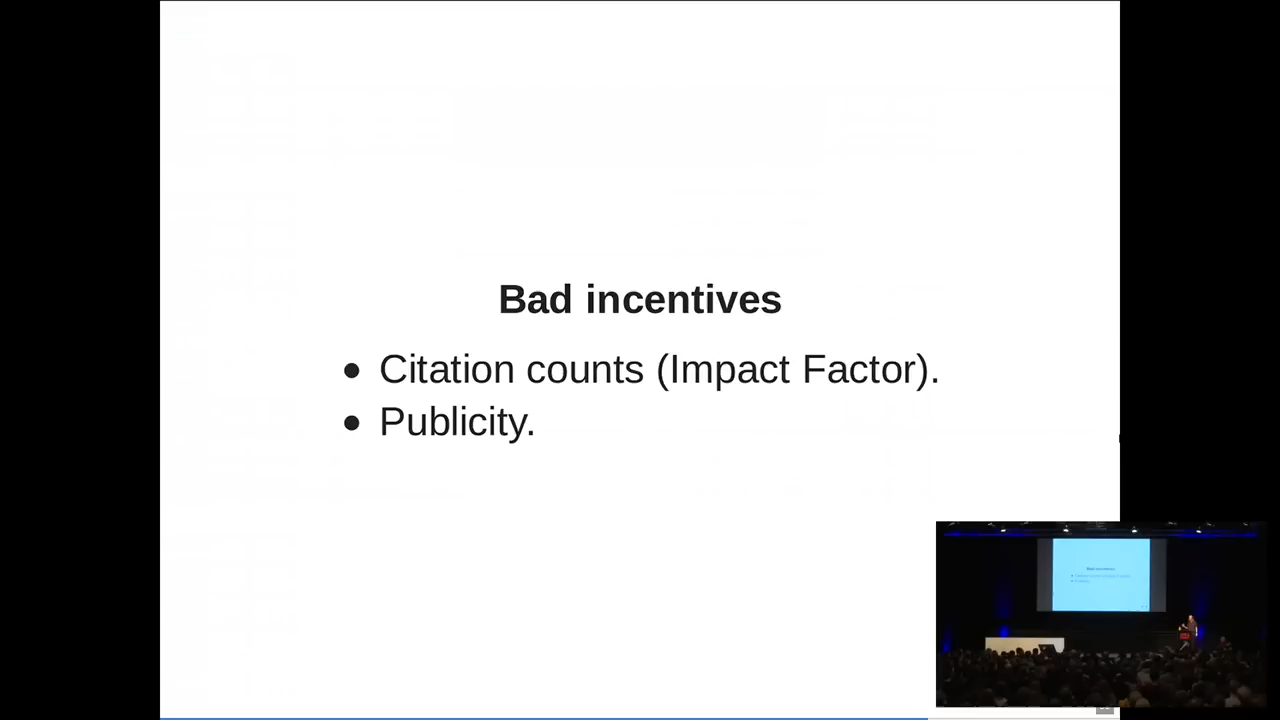 Bad incentives
• Citation counts (Impact Factor).
• Publicity.